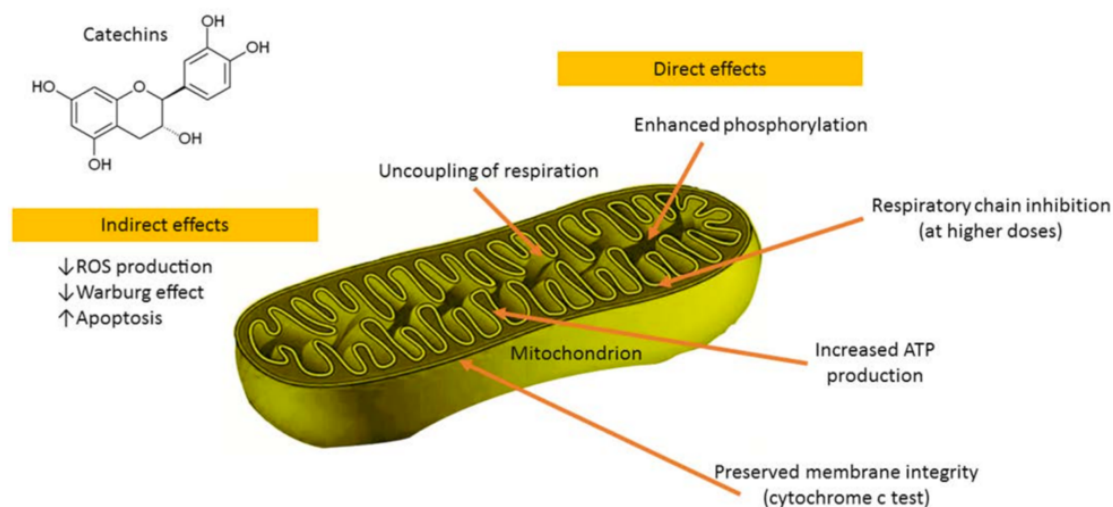 Catechins
OH
OH
HO
O
OH
OH
Direct effects
Enhanced phosphorylation
Uncoupling of respiration
Respiratory chain inhibition
(at higher doses)
Indirect effects
↓ROS production
↓Warburg effect
↑Apoptosis
Mitochondrion
Increased ATP
production
Preserved membrane integrity
(cytochrome c test)